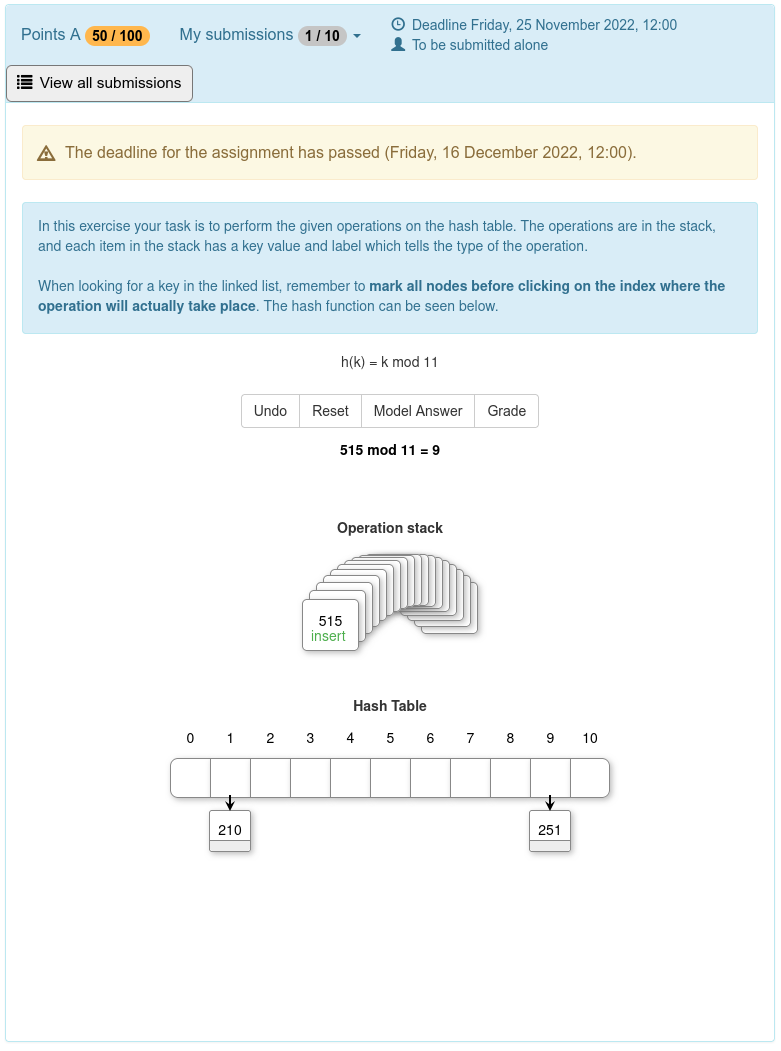 Points A 50 / 100
My submissions 1 / 10
Deadline Friday, 25 November 2022, 12:00
To be submitted alone
View all submissions
The deadline for the assignment has passed (Friday, 16 December 2022, 12:00).
In this exercise your task is to perform the given operations on the hash table. The operations are in the stack,
and each item in the stack has a key value and label which tells the type of the operation.
When looking for a key in the linked list, remember to mark all nodes before clicking on the index where the
operation will actually take place. The hash function can be seen below.
h(k) = k mod 11
Undo Reset Model Answer Grade
515 mod 11 = 9
Operation stack
515
insert
Hash Table
0 1 2 3 4 5 6 7 8 9 10
210 251